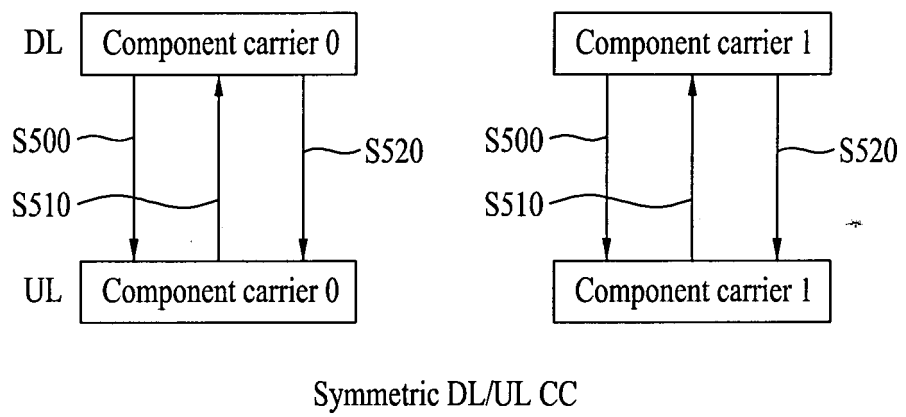 DL Component carrier 0 Component carrier 1
S500 S520 S500 S520
S510 S510
UL Component carrier 0 Component carrier 1
Symmetric DL/UL CC